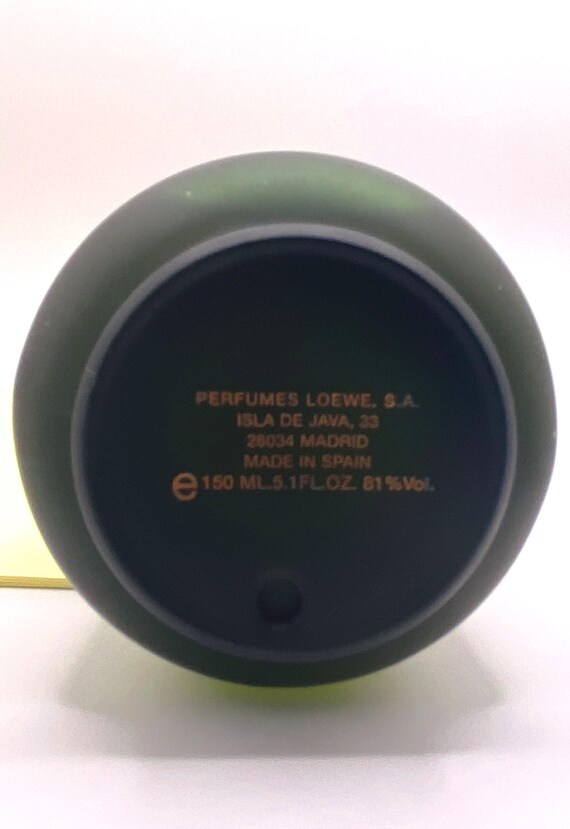 PERFUMES LOEWE, S.A.
ISLA DE JAVA, 33
28034 MADRID
MADE IN SPAIN
e 150 ML.5.1FL.OZ. 81%Vol.